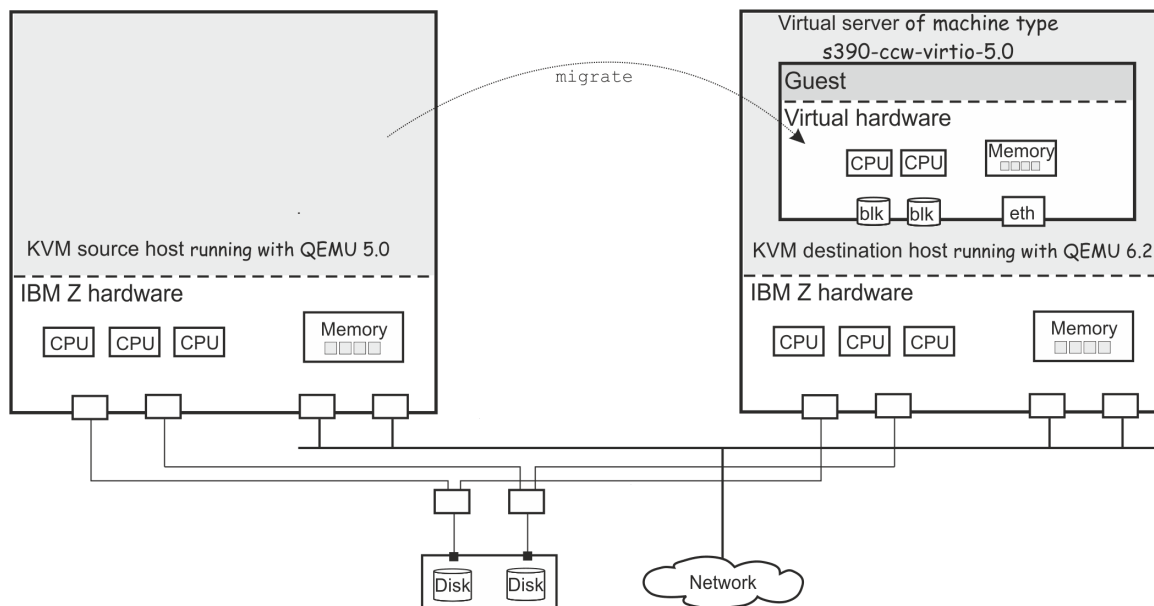 Virtual server of machine type
s390-ccw-virtio-5.0
migrate
Guest
Virtual hardware
CPU CPU Memory
blk blk eth
KVM source host running with QEMU 5.0
KVM destination host running with QEMU 6.2
IBM Z hardware
IBM Z hardware
CPU CPU CPU Memory
CPU CPU CPU Memory
Disk Disk
Network